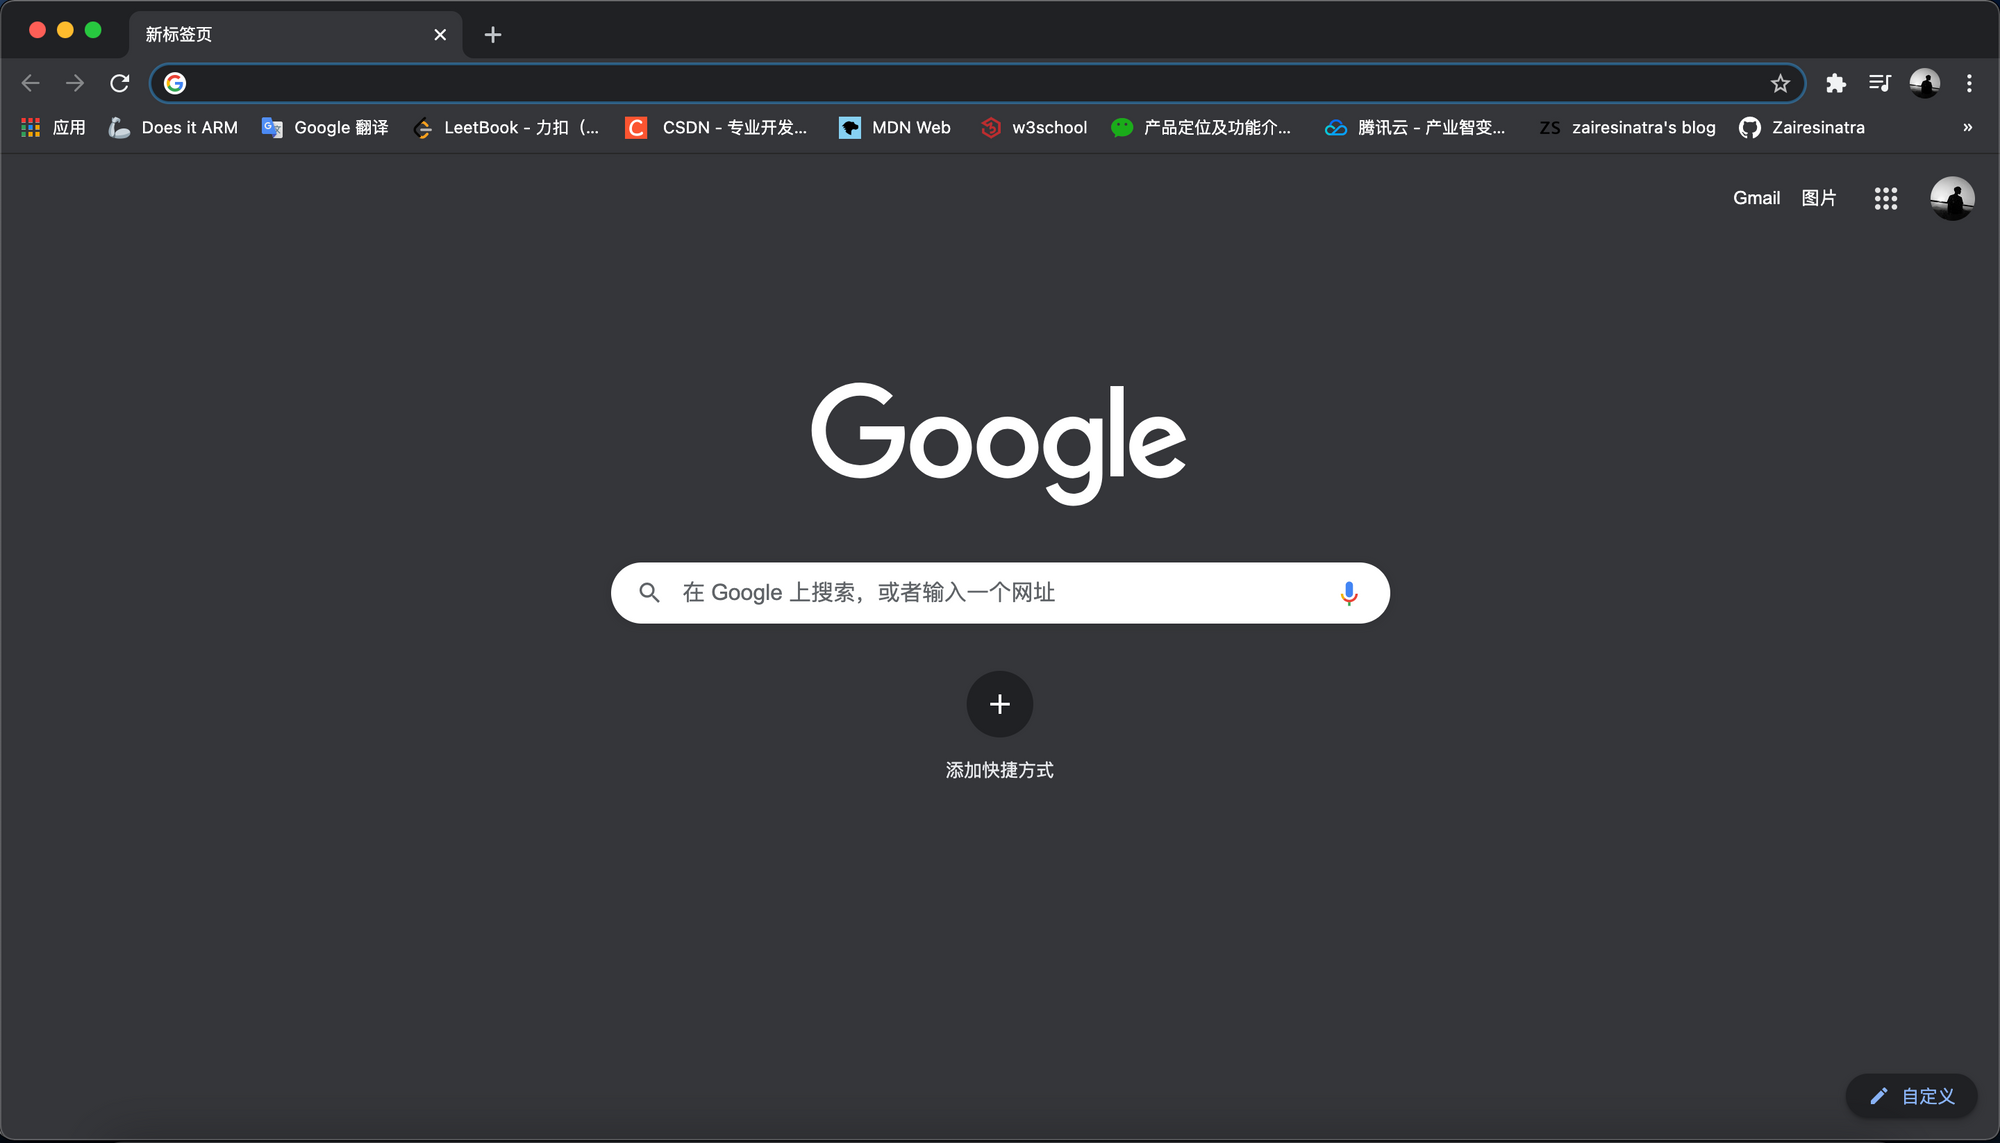 新标签页
应用 Does it ARM Google 翻译 LeetBook - 力扣（... CSDN - 专业开发... MDN Web w3school 产品定位及功能介... 腾讯云 - 产业智变... ZS zairesinatra's blog Zairesinatra »
Gmail 图片
Google
在 Google 上搜索，或者输入一个网址
添加快捷方式
自定义